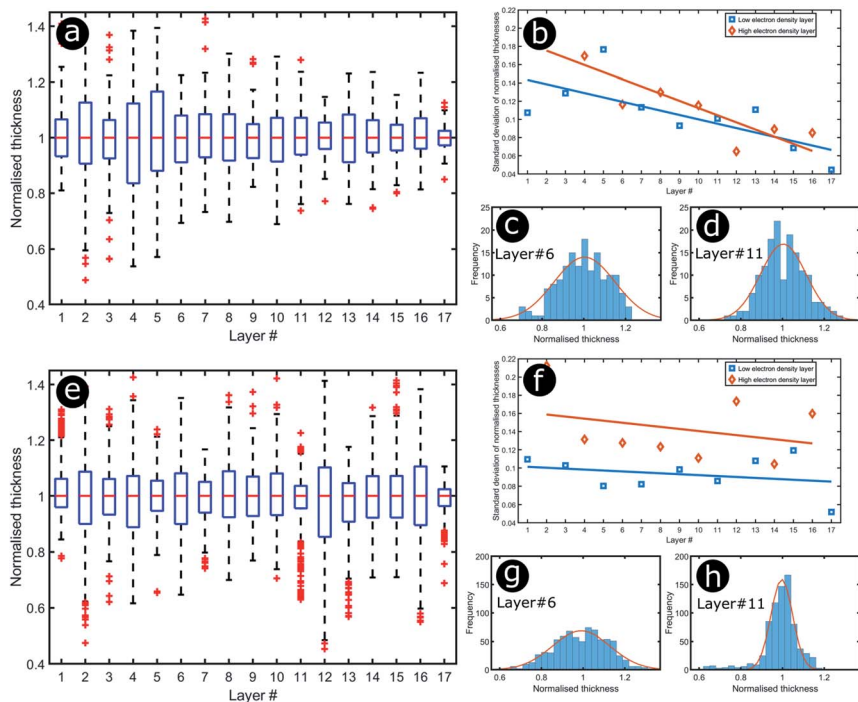 a
Normalised thickness
1.4
1.2
1
0.8
0.6
0.4
1 2 3 4 5 6 7 8 9 10 11 12 13 14 15 16 17
Layer #
b
Standard deviation of normalised thicknesses
Low electron density layer
High electron density layer
0.22
0.2
0.18
0.16
0.14
0.12
0.1
0.08
0.06
0.04
1 2 3 4 5 6 7 8 9 10 11 12 13 14 15 16 17
Layer #
c
Layer#6
Frequency
25
20
15
10
5
0
0.6 0.8 1 1.2
Normalised thickness
d
Layer#11
Frequency
25
20
15
10
5
0
0.6 0.8 1 1.2
Normalised thickness
e
Normalised thickness
1.4
1.2
1
0.8
0.6
0.4
1 2 3 4 5 6 7 8 9 10 11 12 13 14 15 16 17
Layer #
f
Standard deviation of normalised thicknesses
Low electron density layer
High electron density layer
0.22
0.2
0.18
0.16
0.14
0.12
0.1
0.08
0.06
0.04
1 2 3 4 5 6 7 8 9 10 11 12 13 14 15 16 17
Layer #
g
Layer#6
Frequency
200
150
100
50
0
0.6 0.8 1 1.2
Normalised thickness
h
Layer#11
Frequency
200
150
100
50
0
0.6 0.8 1 1.2
Normalised thickness